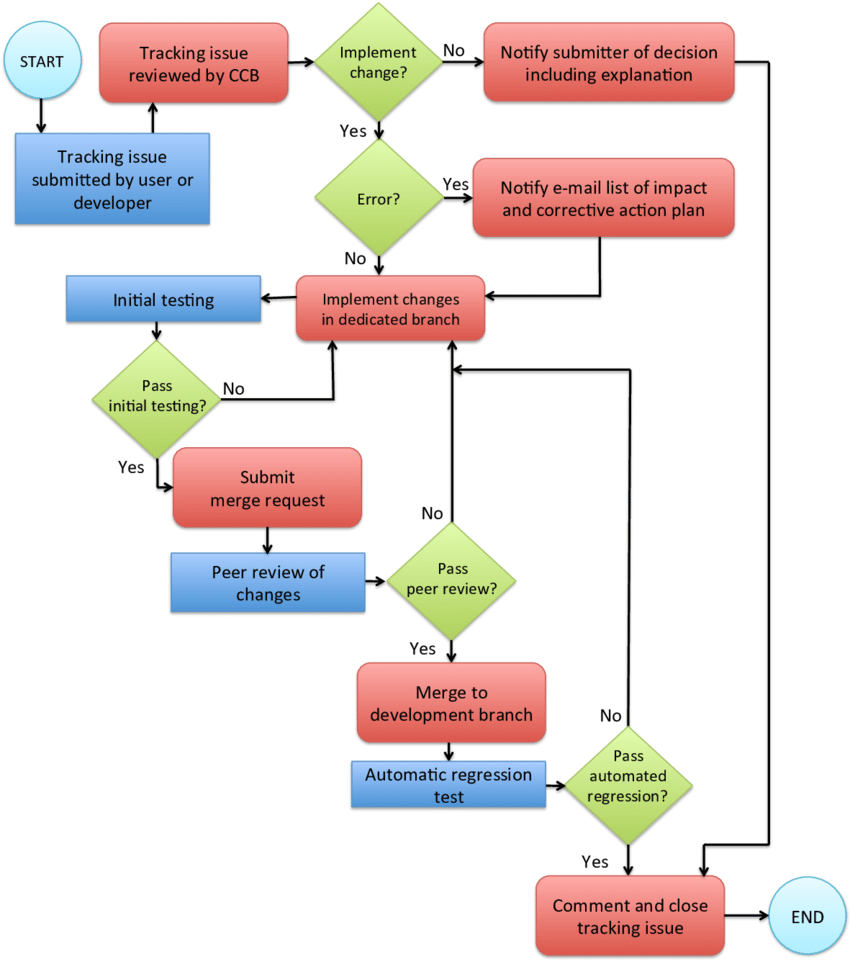 START
Tracking issue
reviewed by CCB
Implement
change?
No
Notify submitter of decision
including explanation
Yes
Tracking issue
submitted by user or
developer
Error?
Yes
Notify e-mail list of impact
and corrective action plan
No
Initial testing
Implement changes
in dedicated branch
Pass
initial testing?
No
Yes
Submit
merge request
No
Peer review of
changes
Pass
peer review?
Yes
Merge to
development branch
No
Automatic regression
test
Pass
automated
regression?
Yes
Comment and close
tracking issue
END